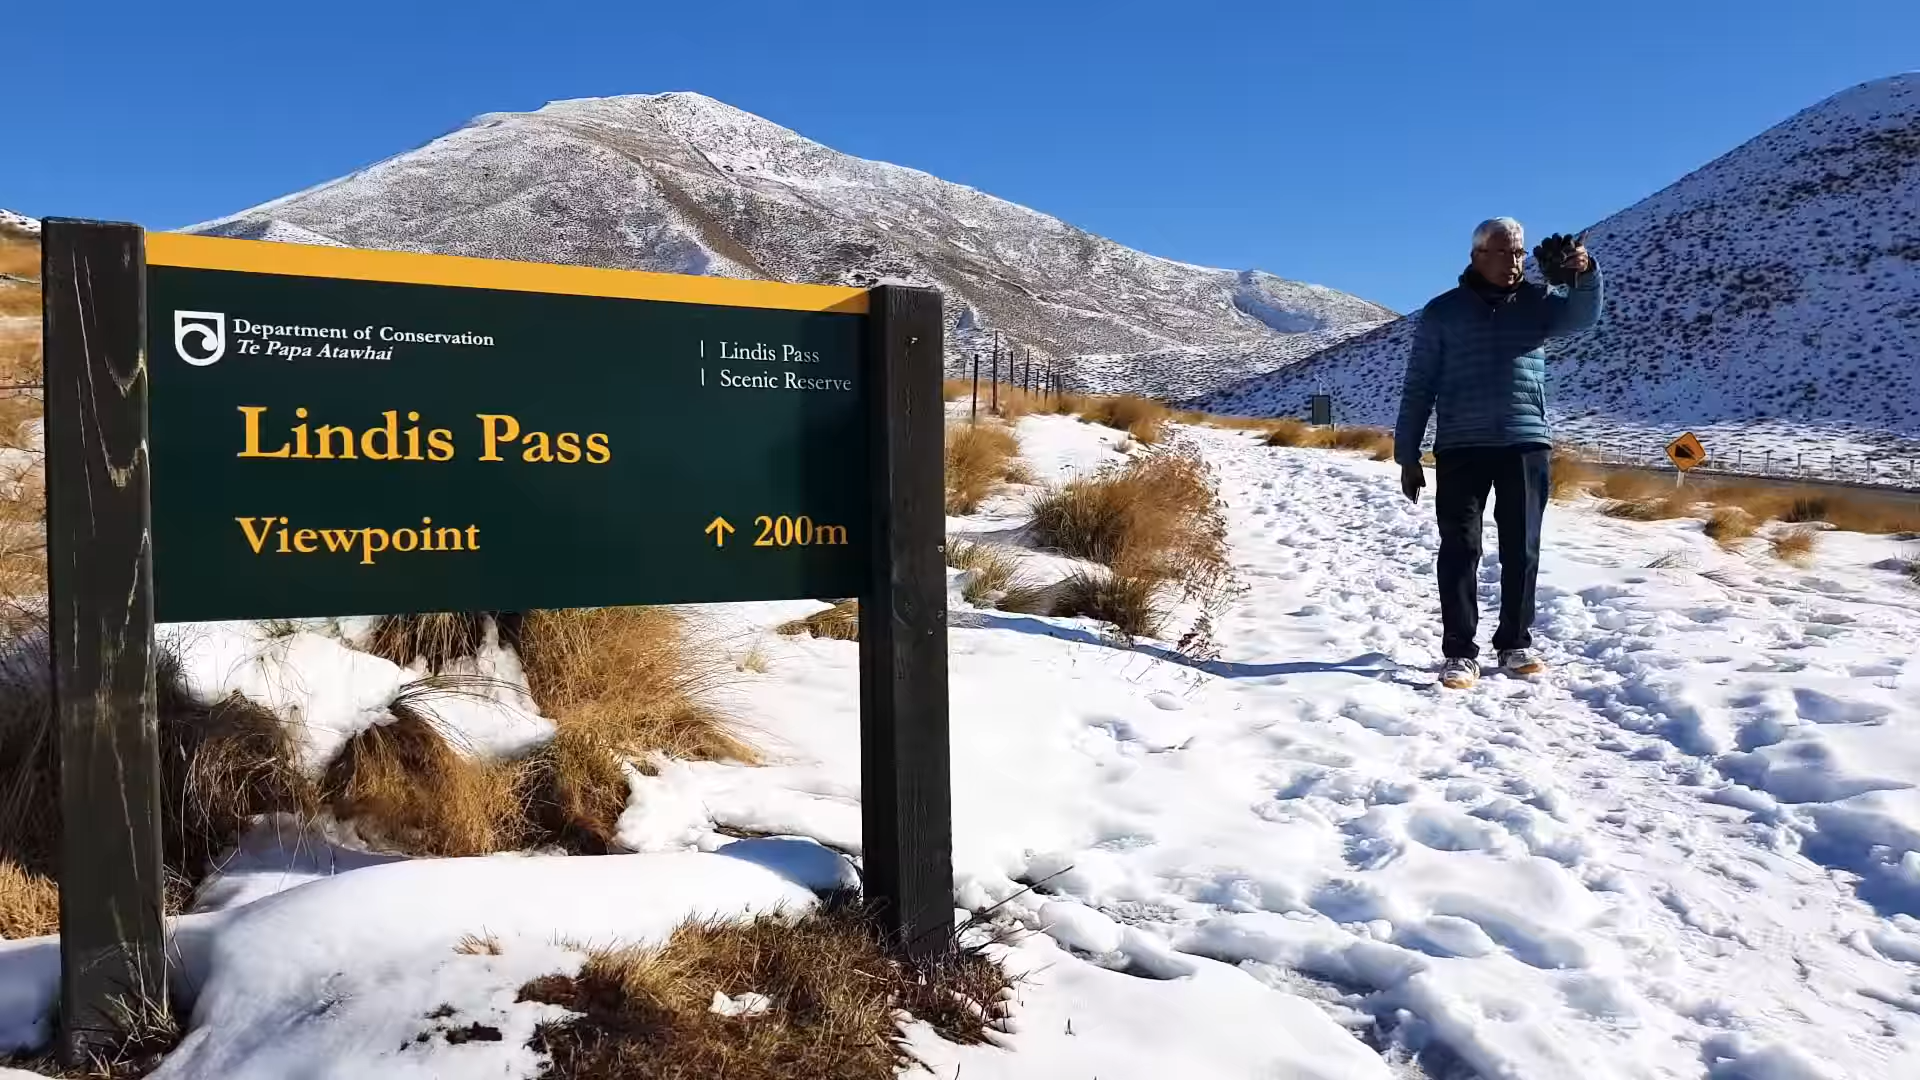 Department of Conservation
Te Papa Atawhai
Lindis Pass
Scenic Reserve
Lindis Pass
Viewpoint ↑ 200m